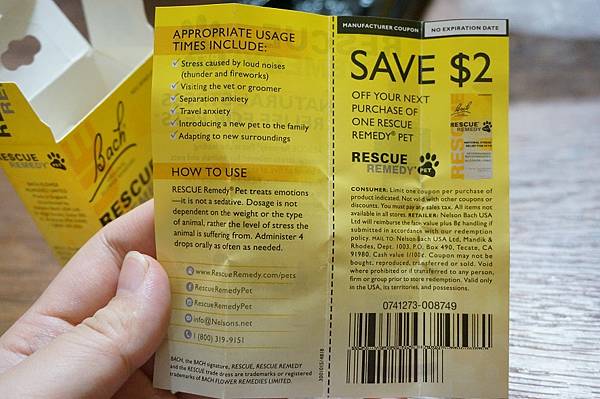 APPROPRIATE USAGE
TIMES INCLUDE:
Stress caused by loud noises
(thunder and fireworks)
Visiting the vet or groomer
Separation anxiety
Travel anxiety
Introducing a new pet to the family
Adapting to new surroundings
HOW TO USE
RESCUE Remedy® Pet treats emotions
—it is not a sedative. Dosage is not
dependent on the weight or the type
of animal, rather the level of stress the
animal is suffering from. Administer 4
drops orally as often as needed.
www.RescueRemedy.com/pets
RescueRemedyPet
RescueRemedyPet
info@Nelsons.net
1 (800) 319-9151
BACH, the BACH signature, RESCUE, RESCUE REMEDY
and the RESCUE trade dress are trademarks or registered
trademarks of BACH FLOWER REMEDIES LIMITED.
MANUFACTURER COUPON
NO EXPIRATION DATE
SAVE $2
OFF YOUR NEXT
PURCHASE OF
ONE RESCUE
REMEDY® PET
RESCUE
REMEDY®
PET
bach
RESCUE
REMEDY
CONSUMER: Limit one coupon per purchase of
product indicated. Not valid with other coupons or
discounts. You must pay any sales tax. All items not
available in all stores. RETAILER: Nelson Bach USA
Ltd will reimburse the face value plus 8¢ handling if
submitted in accordance with our redemption
policy. MAIL TO: Nelson Bach USA Ltd, Mandik &
Rhodes, Dept. 1003, P.O. Box 490, Tecate, CA
91980. Cash value 1/100¢. Coupon may not be
bought, reproduced, transferred or sold. Void
where prohibited or if transferred to any person,
firm or group prior to store redemption. Valid only
in the USA, its territories, and possessions.
0741273-008749
bach
RESCUE
REMEDY
RESCUE
BACH FLOWER
REMEDIES LIMITED